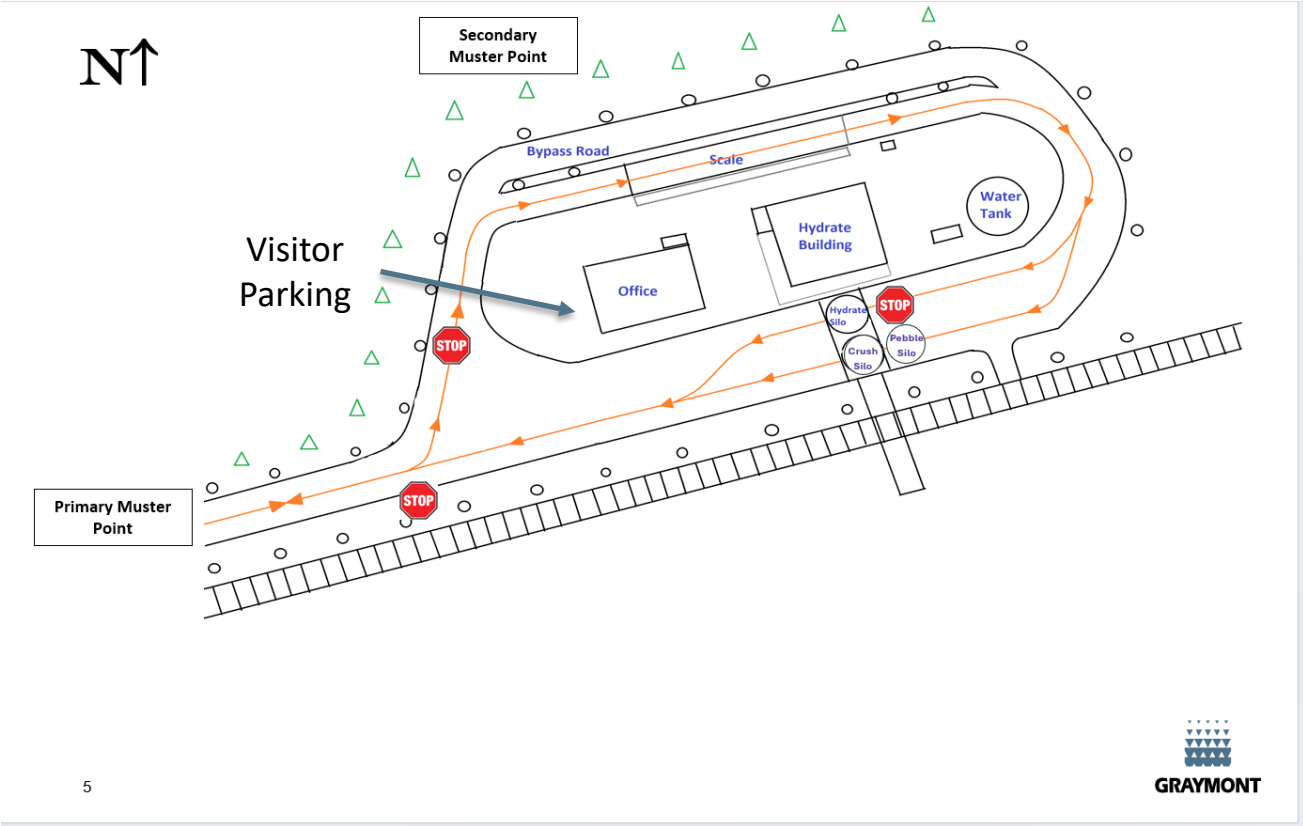 N↑
Secondary
Muster Point
Bypass Road
Scale
Water
Tank
Hydrate
Building
Visitor
Parking
Office
Hydrate
Silo
STOP
STOP
Pebble
Silo
Crush
Silo
Primary Muster
Point
STOP
5
GRAYMONT